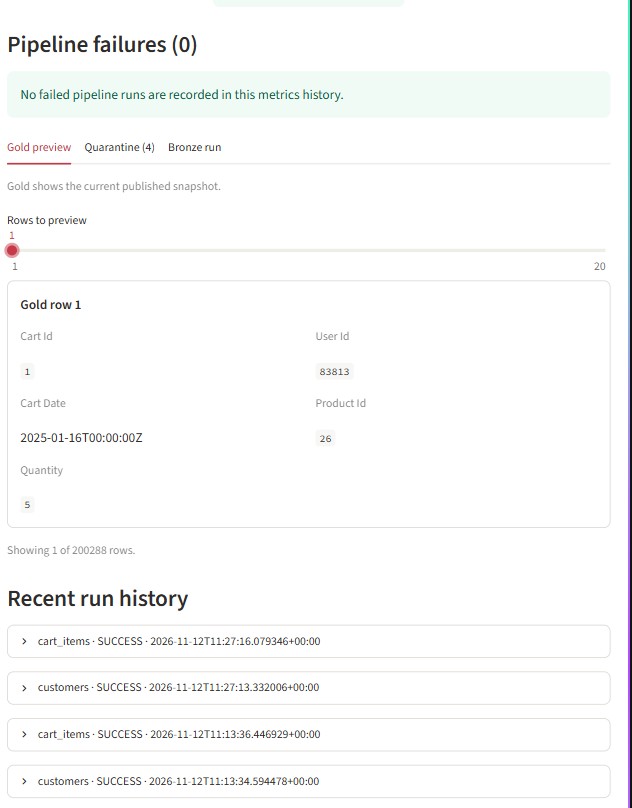 Pipeline failures (0)
No failed pipeline runs are recorded in this metrics history.
Gold preview Quarantine (4) Bronze run
Gold shows the current published snapshot.
Rows to preview
1
1 20
Gold row 1
Cart Id User Id
1 83813
Cart Date Product Id
2025-01-16T00:00:00Z 26
Quantity
5
Showing 1 of 200288 rows.
Recent run history
cart_items · SUCCESS · 2026-11-12T11:27:16.079346+00:00
customers · SUCCESS · 2026-11-12T11:27:13.332006+00:00
cart_items · SUCCESS · 2026-11-12T11:13:36.446929+00:00
customers · SUCCESS · 2026-11-12T11:13:34.594478+00:00